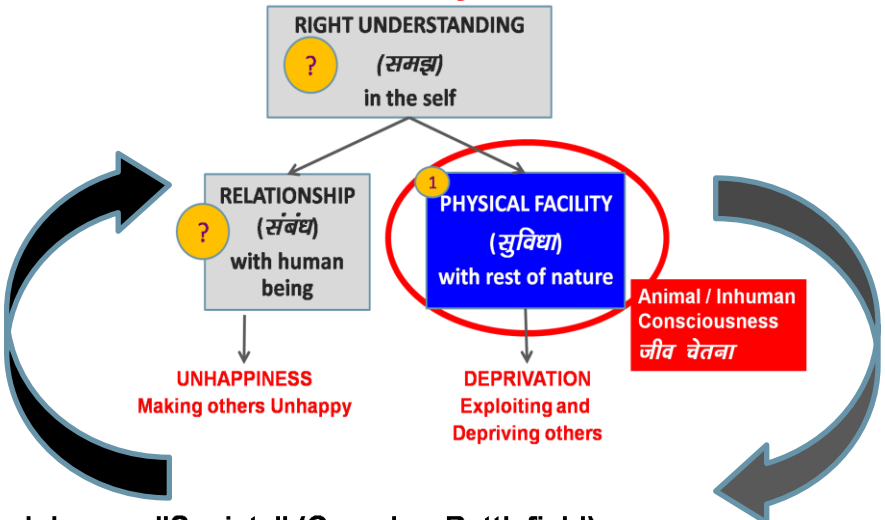 RIGHT UNDERSTANDING
?
(समझ)
in the self
RELATIONSHIP
?
(संबंध)
with human
being
1
PHYSICAL FACILITY
(सुविधा)
with rest of nature
Animal / Inhuman
Consciousness
जीव चेतना
UNHAPPINESS
Making others Unhappy
DEPRIVATION
Exploiting and
Depriving others